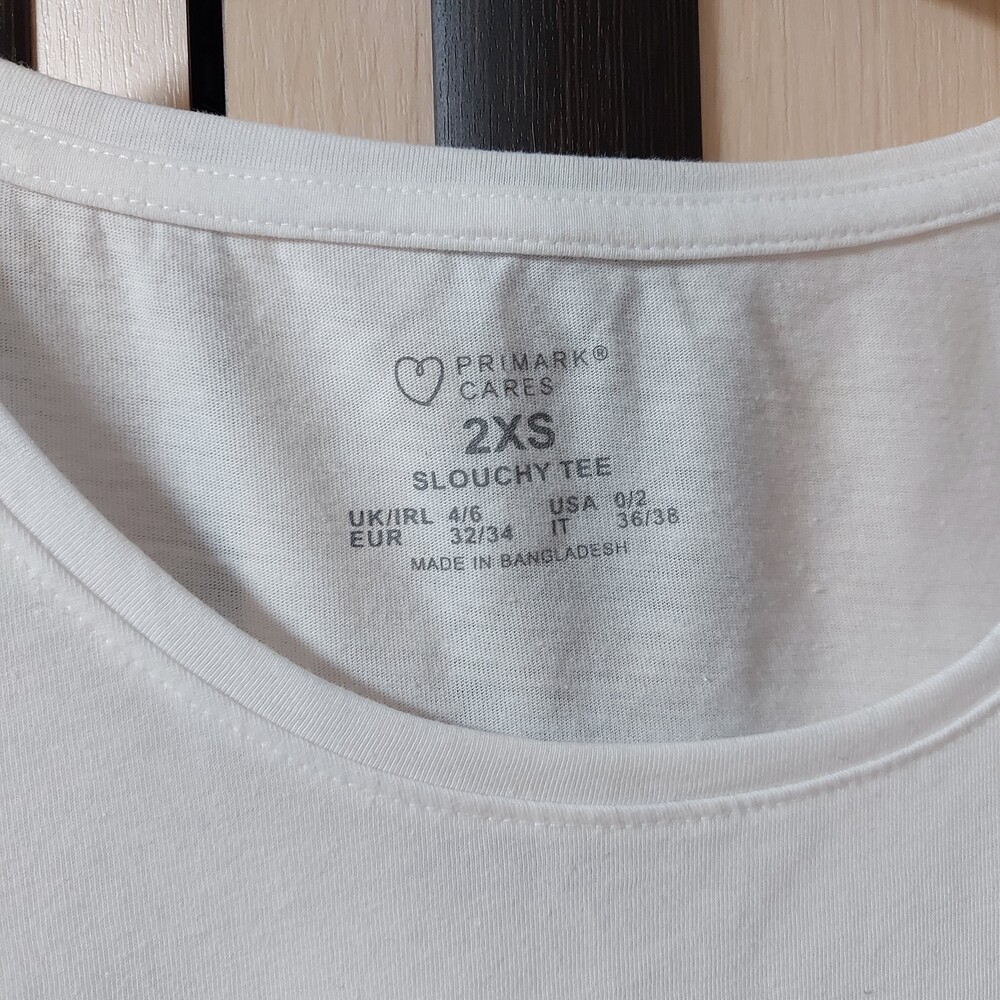 PRIMARK®
CARES
2XS
SLOUCHY TEE
UK/IRL 4/6 USA 0/2
EUR 32/34 IT 36/38
MADE IN BANGLADESH